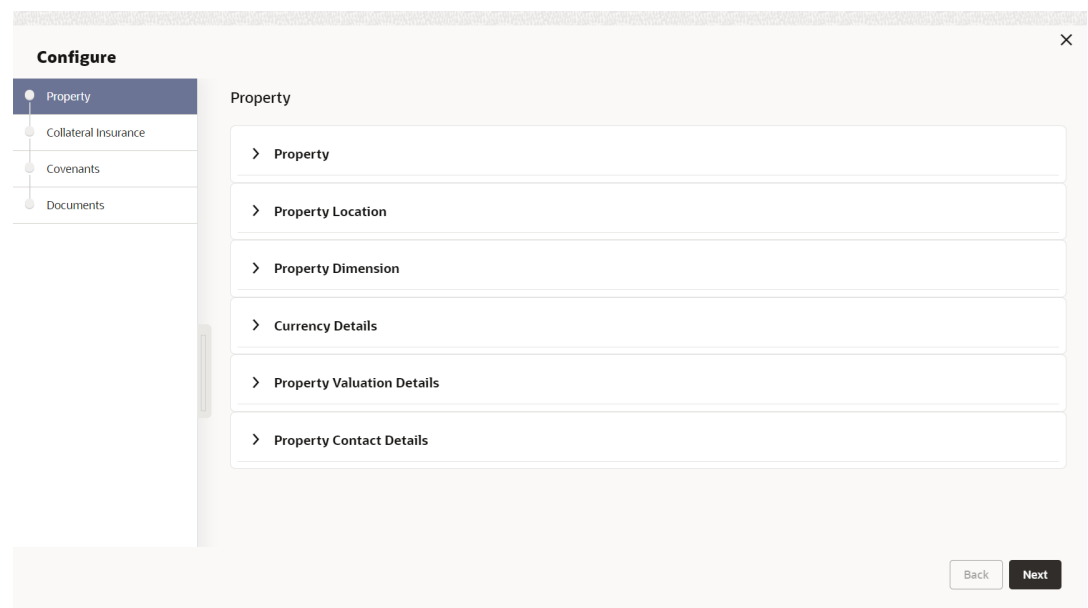 Configure
Property
Collateral Insurance
Covenants
Documents
Property
Property
Property Location
Property Dimension
Currency Details
Property Valuation Details
Property Contact Details
Back
Next